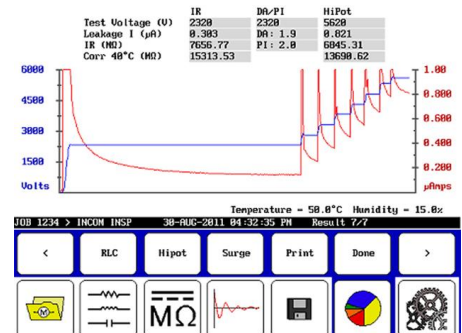 IR DA/PI HiPot
Test Voltage (V) 2320 2320 5620
Leakage I (µA) 0.303 DA: 1.9 0.821
IR (MΩ) 7656.77 PI: 2.0 6845.31
Corr 40°C (MΩ) 15313.53 13690.62
6000 1.00
0.800
4500
0.600
3000
0.400
1500
0.200
Volts µAmps
Temperature = 50.0°C Humidity = 15.0%
JOB 1234 > INCOM INSP 30-AUG-2011 04:32:35 PM Result 7/7
< RLC Hipot Surge Print Done >
M MΩ